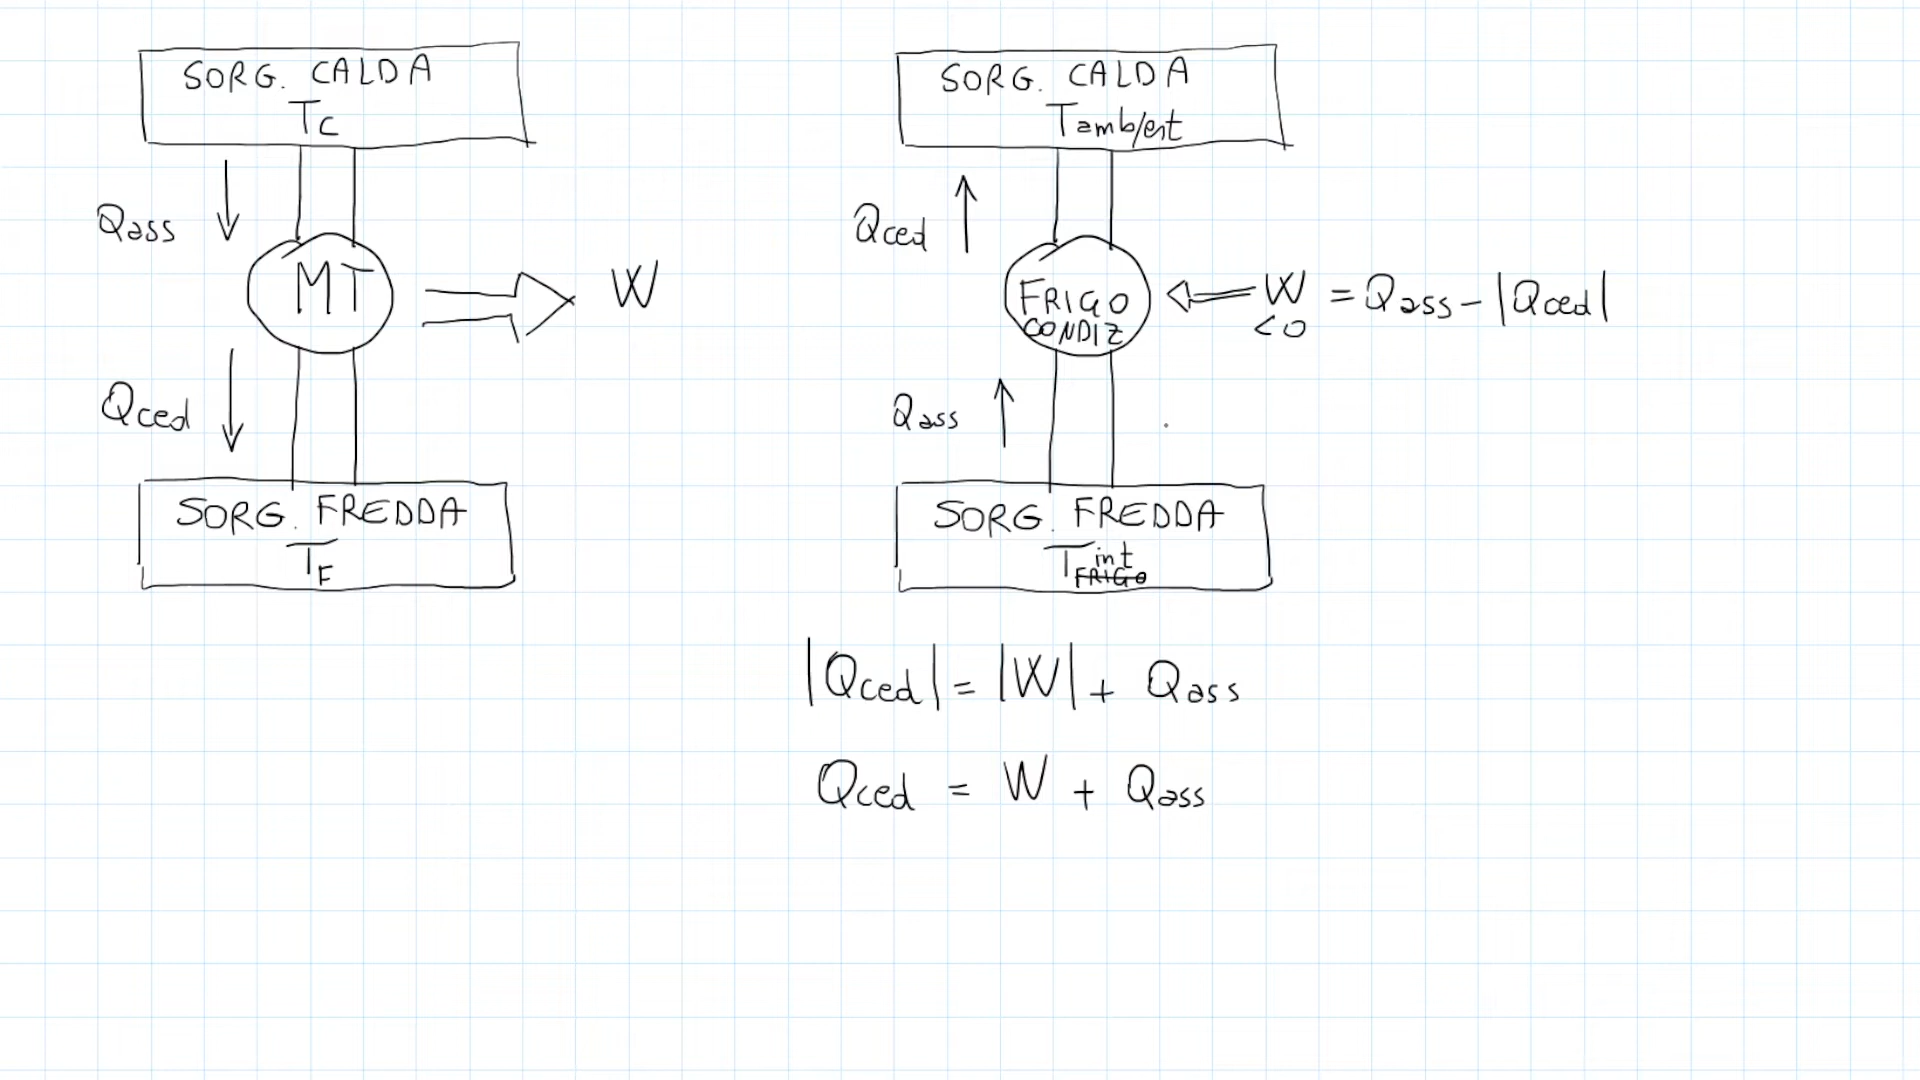 SORG. CALDA
Tc
Qass
MT
W
Qced
SORG. FREDDA
TF
SORG. CALDA
Tamb/est
Qced
FRIGO
CONDIZ
W = Qass - |Qced|
<0
Qass
SORG. FREDDA
T int
FRIGO
|Qced| = |W| + Qass
Qced = W + Qass